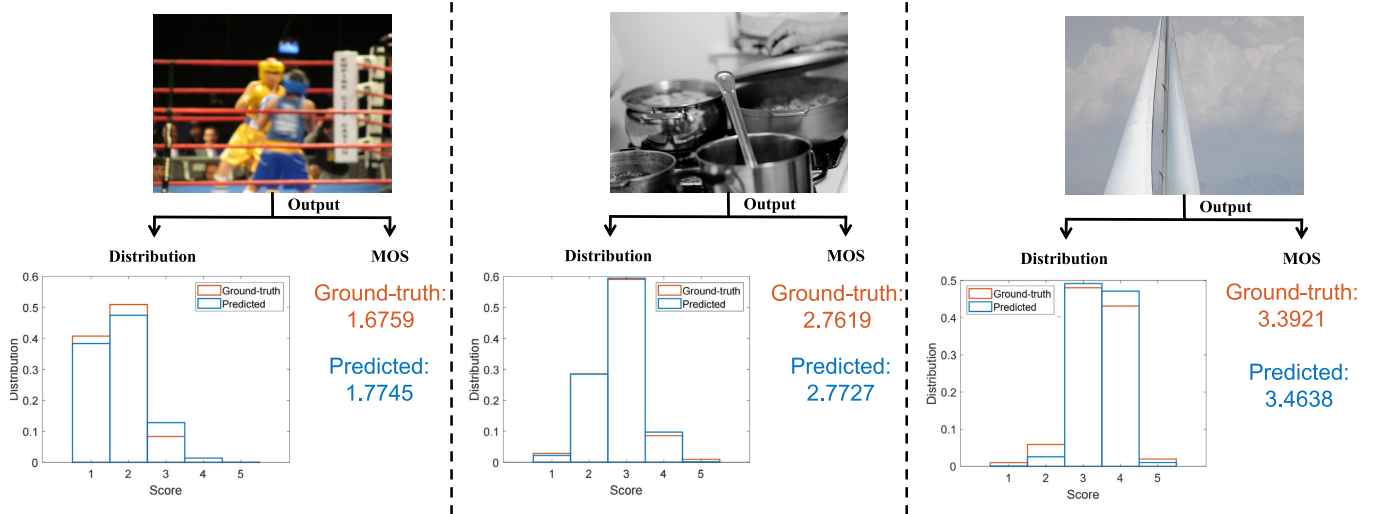 Output
Distribution
MOS
0.6
0.5
0.4
0.3
0.2
0.1
0
Distribution
Ground-truth
Predicted
1 2 3 4 5
Score
Ground-truth:
1.6759
Predicted:
1.7745
Output
Distribution
MOS
0.6
0.5
0.4
0.3
0.2
0.1
0
Distribution
Ground-truth
Predicted
1 2 3 4 5
Score
Ground-truth:
2.7619
Predicted:
2.7727
Output
Distribution
MOS
0.5
0.4
0.3
0.2
0.1
0
Distribution
Ground-truth
Predicted
1 2 3 4 5
Score
Ground-truth:
3.3921
Predicted:
3.4638